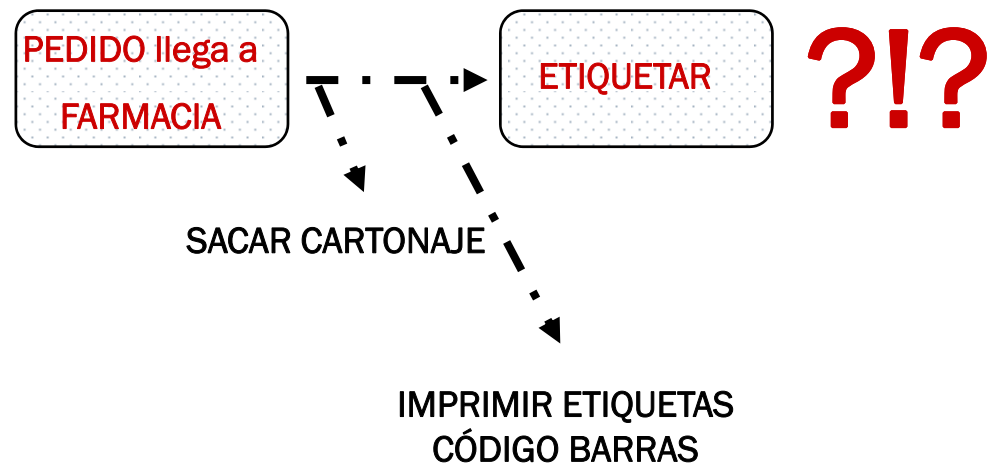 PEDIDO llega a
FARMACIA
ETIQUETAR
?!?
SACAR CARTONAJE
IMPRIMIR ETIQUETAS
CÓDIGO BARRAS